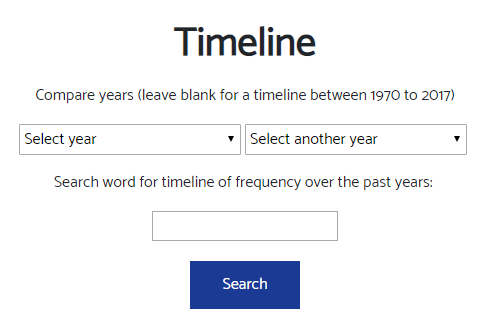 Timeline
Compare years (leave blank for a timeline between 1970 to 2017)
Select year Select another year
Search word for timeline of frequency over the past years:
Search